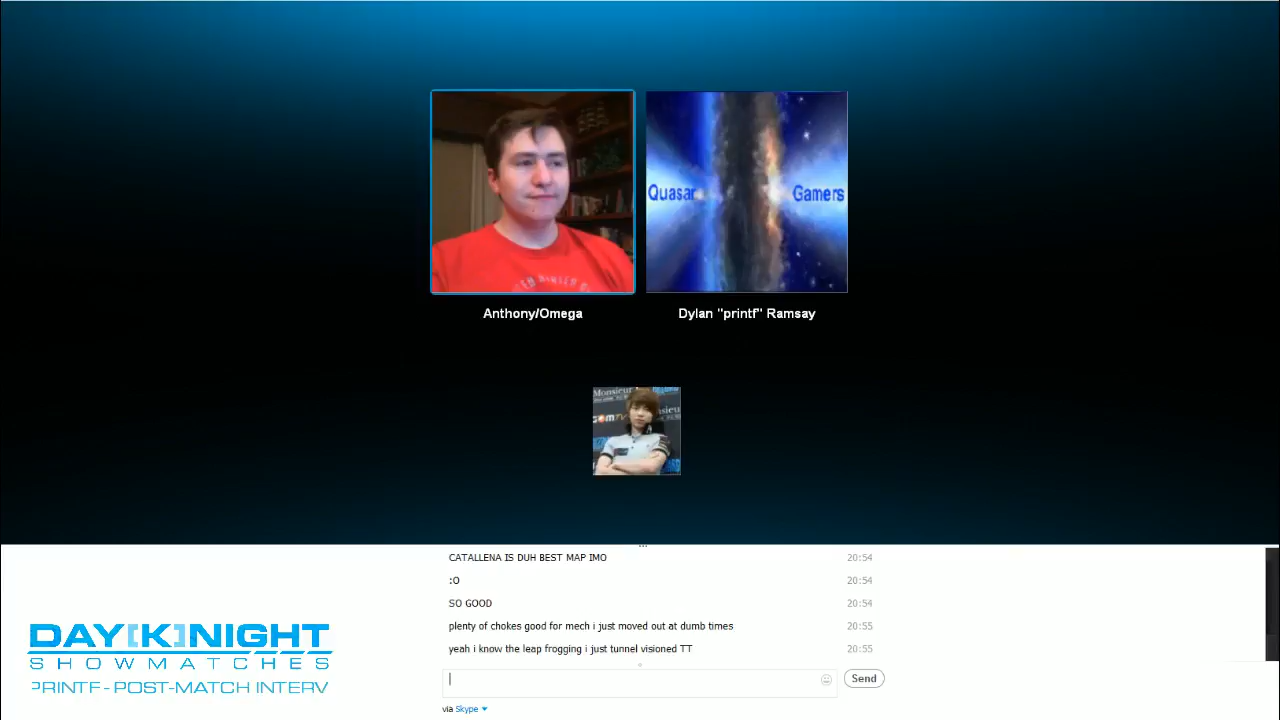 Quasar Gamers
Anthony/Omega
Dylan "printf" Ramsay
Monsieur
GOMTV
CATALLENA IS DUH BEST MAP IMO 20:54
:O 20:54
SO GOOD 20:54
plenty of chokes good for mech i just moved out at dumb times 20:55
yeah i know the leap frogging i just tunnel visioned TT 20:55
Send
via Skype
DAY[K]NIGHT
SHOWMATCHES
PRINTF - POST-MATCH INTERV